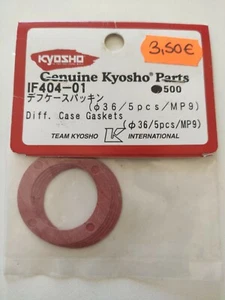 3,50€
KYOSHO
Genuine Kyosho® Parts
IF404-01
●500
デフケースパッキン
(φ36/5pcs/MP9)
Diff. Case Gaskets
(φ36/5pcs/MP9)
TEAM KYOSHO K INTERNATIONAL